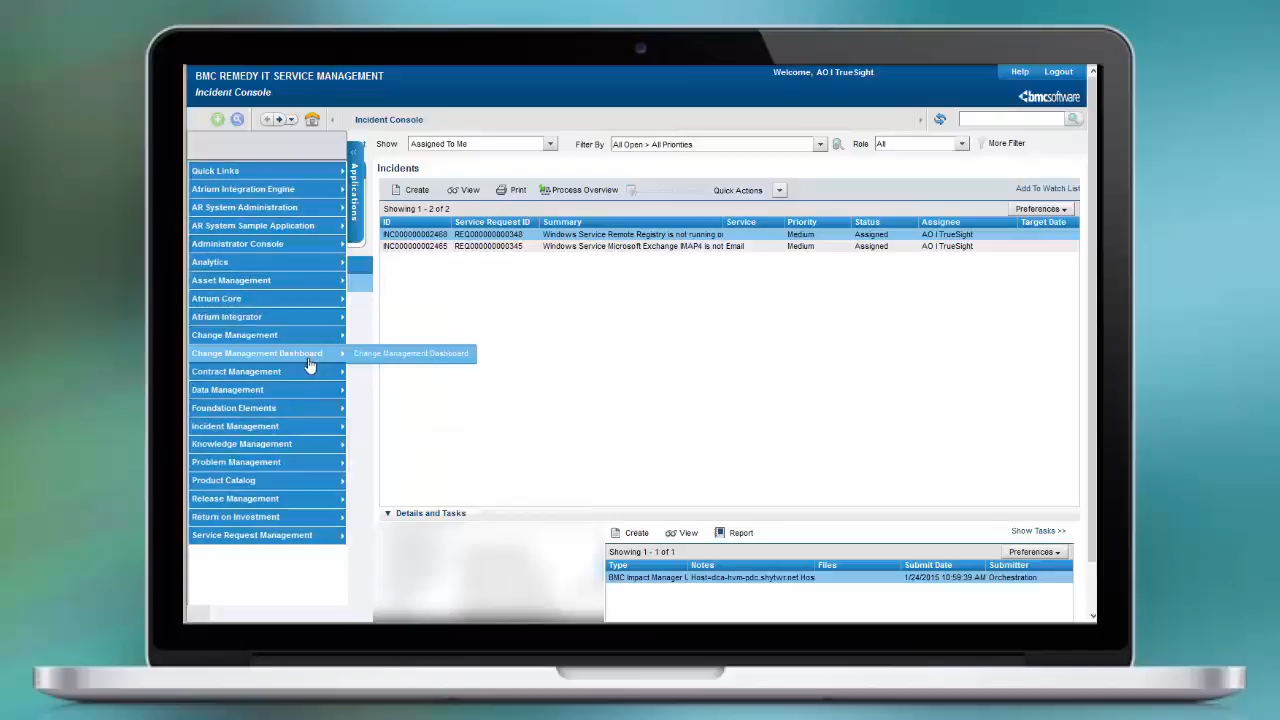 BMC REMEDY IT SERVICE MANAGEMENT
Welcome, AO I TrueSight
Help
Logout
Incident Console
bmcsoftware
Incident Console
Show
Assigned To Me
Filter By
All Open > All Priorities
Role
All
More Filter
Applications
Incidents
Create
View
Print
Process Overview
Quick Actions
Add To Watch List
Showing 1 - 2 of 2
Preferences
ID Service Request ID Summary Service Priority Status Assignee Target Date
INC000000002468 REQ000000000348 Windows Service Remote Registry is not running or Medium Assigned AO I TrueSight
INC000000002465 REQ000000000345 Windows Service Microsoft Exchange IMAP4 is not Email Medium Assigned AO I TrueSight
Quick Links
Atrium Integration Engine
AR System Administration
AR System Sample Application
Administrator Console
Analytics
Asset Management
Atrium Core
Atrium Integrator
Change Management
Change Management Dashboard
Change Management Dashboard
Contract Management
Data Management
Foundation Elements
Incident Management
Knowledge Management
Problem Management
Product Catalog
Release Management
Return on Investment
Service Request Management
Details and Tasks
Create
View
Report
Show Tasks >>
Showing 1 - 1 of 1
Preferences
Type Notes Files Submit Date Submitter
BMC Impact Manager U Host=dca-hvm-pdc.shytwr.net Hos 1/24/2015 10:59:39 AM Orchestration